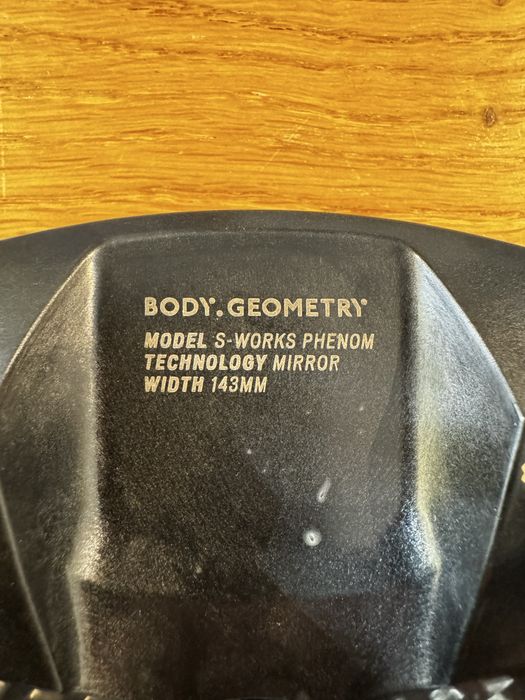 BODY.GEOMETRY
MODEL S-WORKS PHENOM
TECHNOLOGY MIRROR
WIDTH 143MM